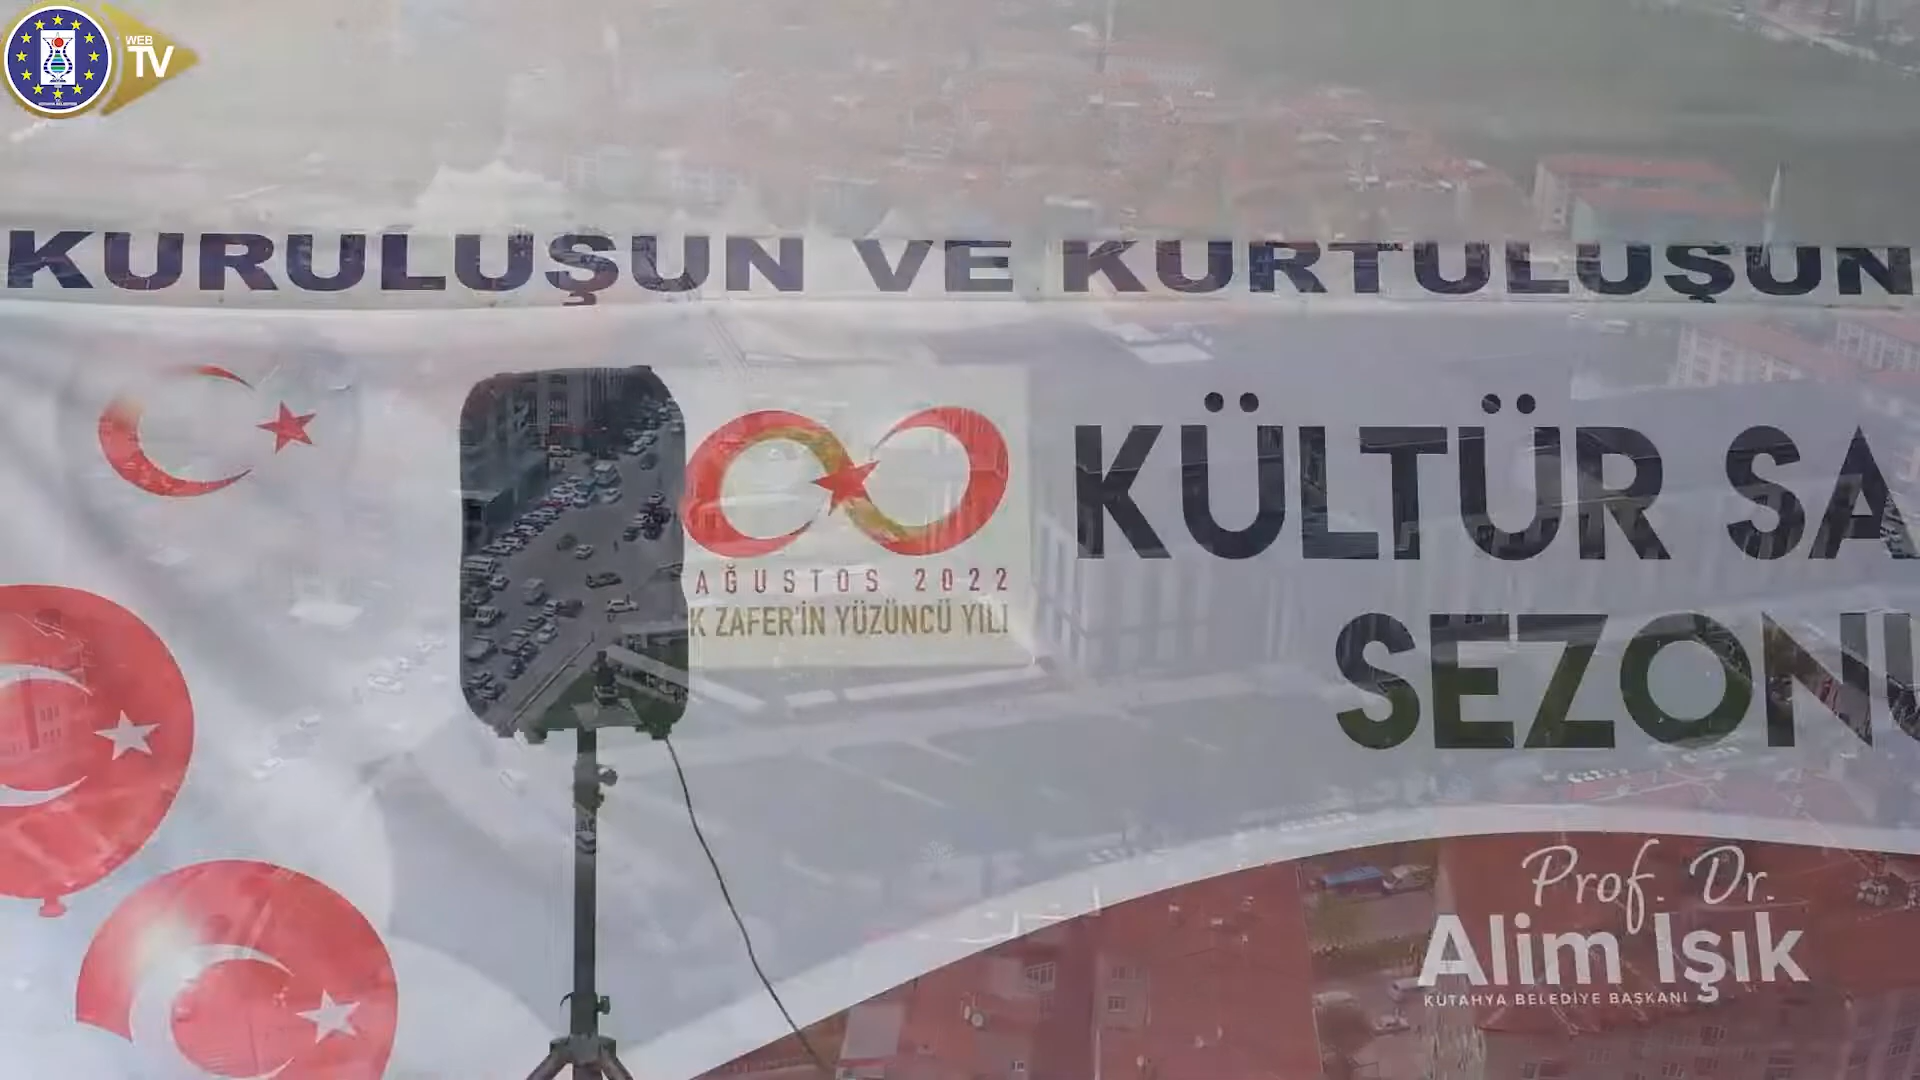 WEB
TV
KURULUŞUN VE KURTULUŞUN
KÜLTÜR SA
SEZONU
AĞUSTOS 2022
K ZAFER'İN YÜZÜNCÜ YILI
Prof. Dr.
Alim Işık
KÜTAHYA BELEDİYE BAŞKANI